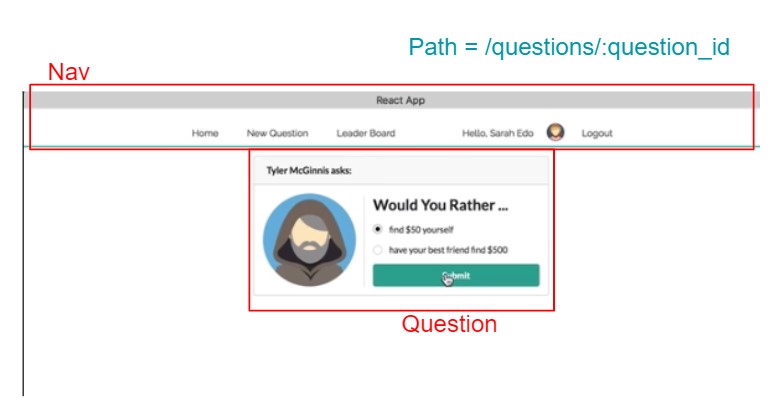 Path = /questions/:question_id
Nav
React App
Home New Question Leader Board Hello, Sarah Edo Logout
Tyler McGinnis asks:
Would You Rather ...
find $50 yourself
have your best friend find $500
Submit
Question